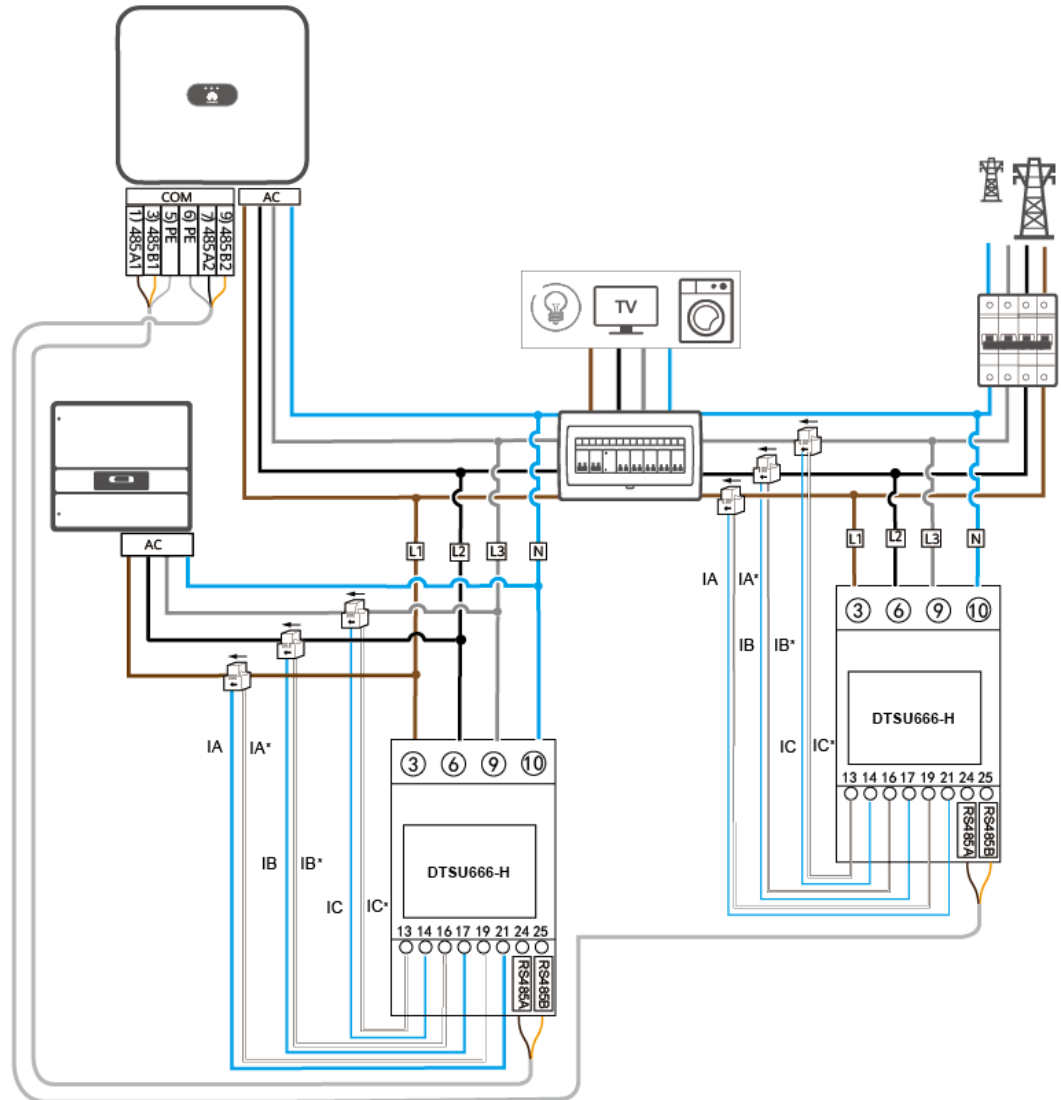 COM
AC
1) 485A1
3) 485B1
5) PE
6) PE
7) 485A2
9) 485B2
TV
AC
L1
L2
L3
N
L1
L2
L3
N
IA
IA*
IB
IB*
IC
IC*
3
6
9
10
DTSU666-H
13 14 16 17 19 21 24 25
RS485A
RS485B
IA
IA*
IB
IB*
IC
IC*
3
6
9
10
DTSU666-H
13 14 16 17 19 21 24 25
RS485A
RS485B